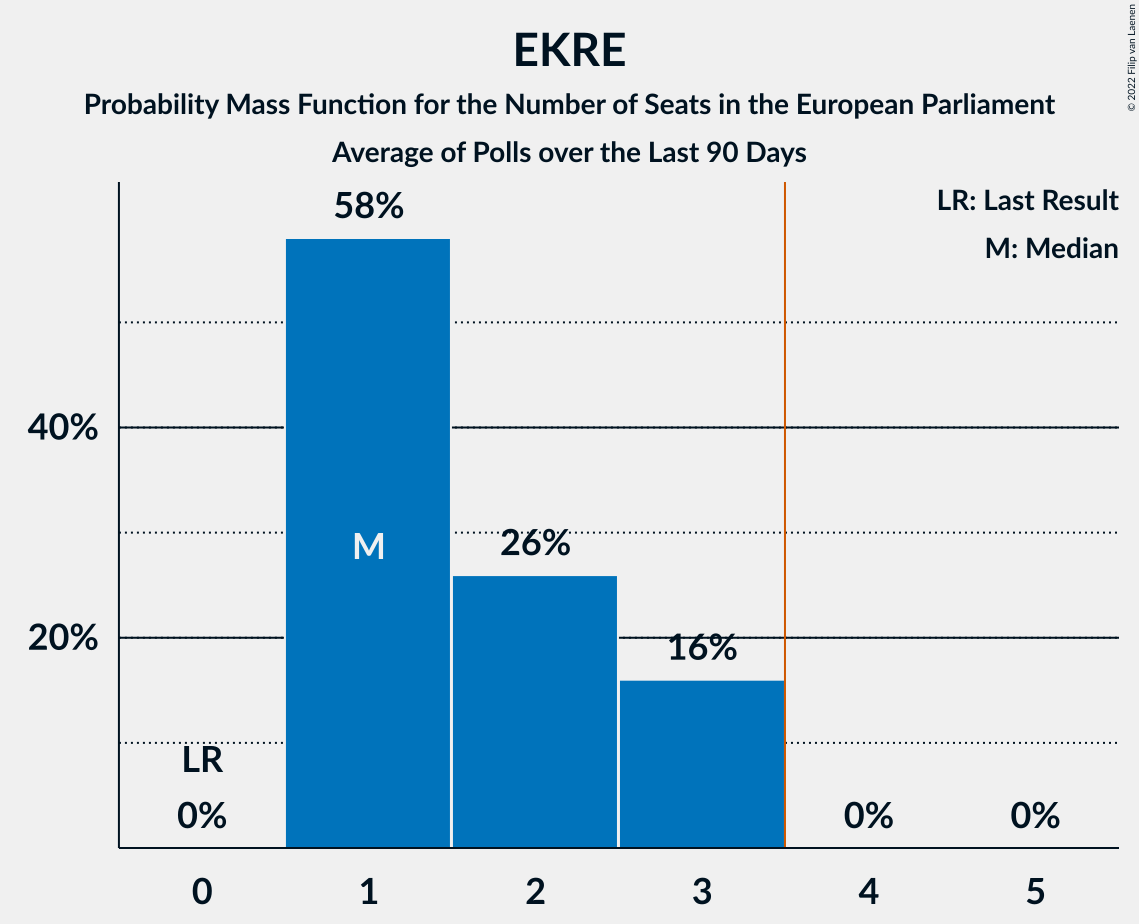 EKRE
Probability Mass Function for the Number of Seats in the European Parliament
Average of Polls over the Last 90 Days
© 2022 Filip van Laenen
LR: Last Result
M: Median
58%
40%
M
26%
20%
16%
LR
0%
0%
0%
0 1 2 3 4 5